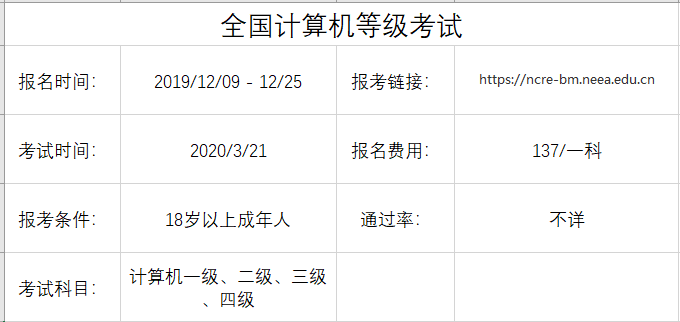 全国计算机等级考试
报名时间： 2019/12/09 - 12/25 报考链接： https://ncre-bm.neea.edu.cn
考试时间： 2020/3/21 报名费用： 137/一科
报考条件： 18岁以上成年人 通过率： 不详
考试科目： 计算机一级、二级、三级
、四级